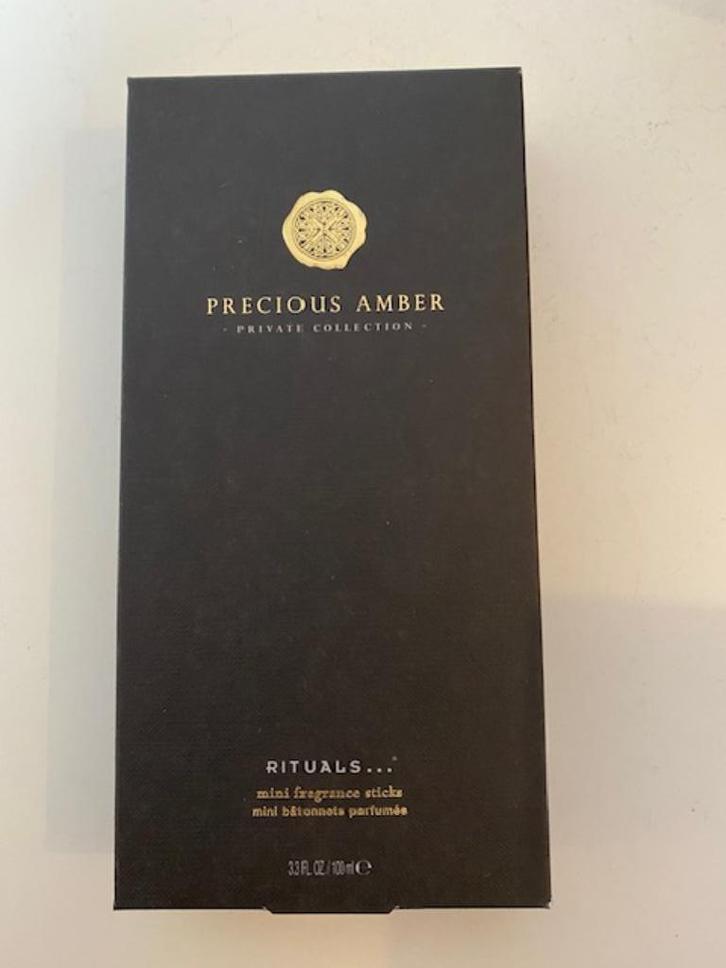 PRECIOUS AMBER
- PRIVATE COLLECTION -
RITUALS...®
mini fragrance sticks
mini bâtonnets parfumés
3.3 FL. OZ. / 100 ml ℮